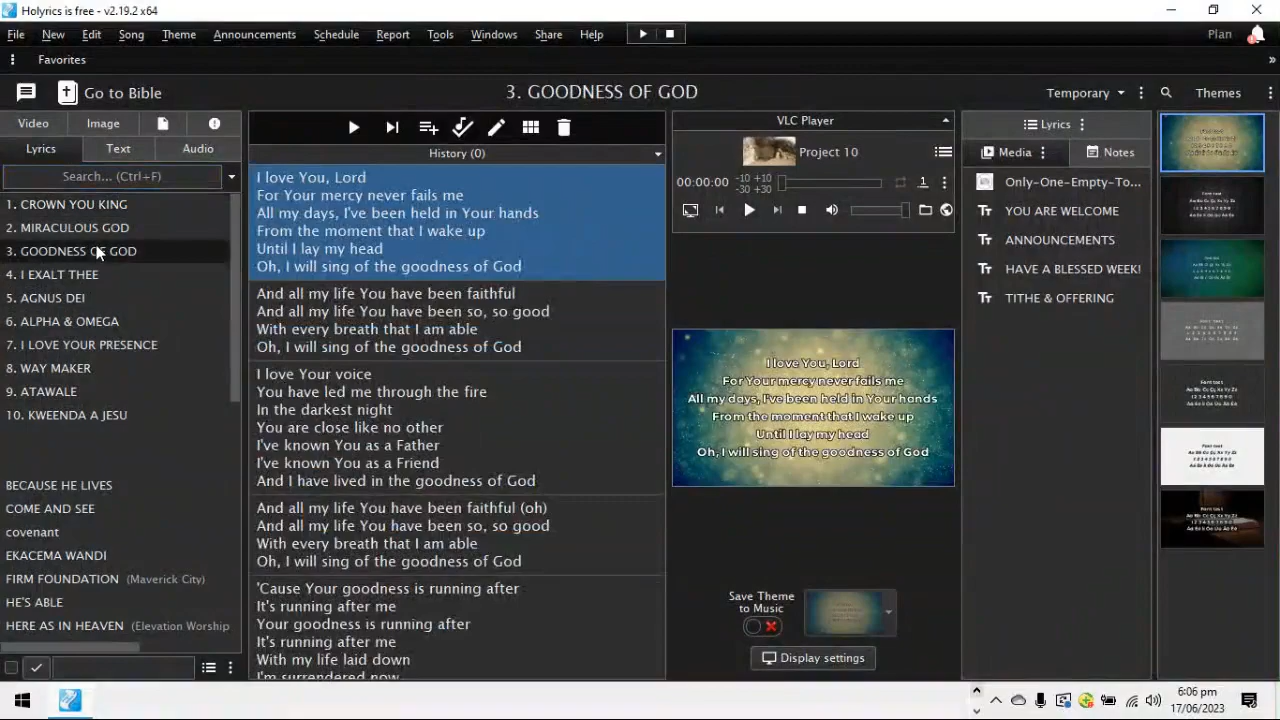 Holyrics is free - v2.19.2 x64
File New Edit Song Theme Announcements Schedule Report Tools Windows Share Help Plan
Favorites
Go to Bible
3. GOODNESS OF GOD
Temporary
Themes
Video Image
Lyrics Text Audio
Search... (Ctrl+F)
1. CROWN YOU KING
2. MIRACULOUS GOD
3. GOODNESS OF GOD
4. I EXALT THEE
5. AGNUS DEI
6. ALPHA & OMEGA
7. I LOVE YOUR PRESENCE
8. WAY MAKER
9. ATAWALE
10. KWEENDA A JESU
BECAUSE HE LIVES
COME AND SEE
covenant
EKACEMA WANDI
FIRM FOUNDATION (Maverick City)
HE'S ABLE
HERE AS IN HEAVEN (Elevation Worship
History (0)
I love You, Lord
For Your mercy never fails me
All my days, I've been held in Your hands
From the moment that I wake up
Until I lay my head
Oh, I will sing of the goodness of God
And all my life You have been faithful
And all my life You have been so, so good
With every breath that I am able
Oh, I will sing of the goodness of God
I love Your voice
You have led me through the fire
In the darkest night
You are close like no other
I've known You as a Father
I've known You as a Friend
And I have lived in the goodness of God
And all my life You have been faithful (oh)
And all my life You have been so, so good
With every breath that I am able
Oh, I will sing of the goodness of God
'Cause Your goodness is running after
It's running after me
Your goodness is running after
It's running after me
With my life laid down
I'm surrendered now
VLC Player
Project 10
00:00:00
-10 +10
-30 +30
1
I love You, Lord
For Your mercy never fails me
All my days, I've been held in Your hands
From the moment that I wake up
Until I lay my head
Oh, I will sing of the goodness of God
Save Theme
to Music
Display settings
Lyrics
Media Notes
Only-One-Empty-To...
YOU ARE WELCOME
ANNOUNCEMENTS
HAVE A BLESSED WEEK!
TITHE & OFFERING
6:06 pm
17/06/2023